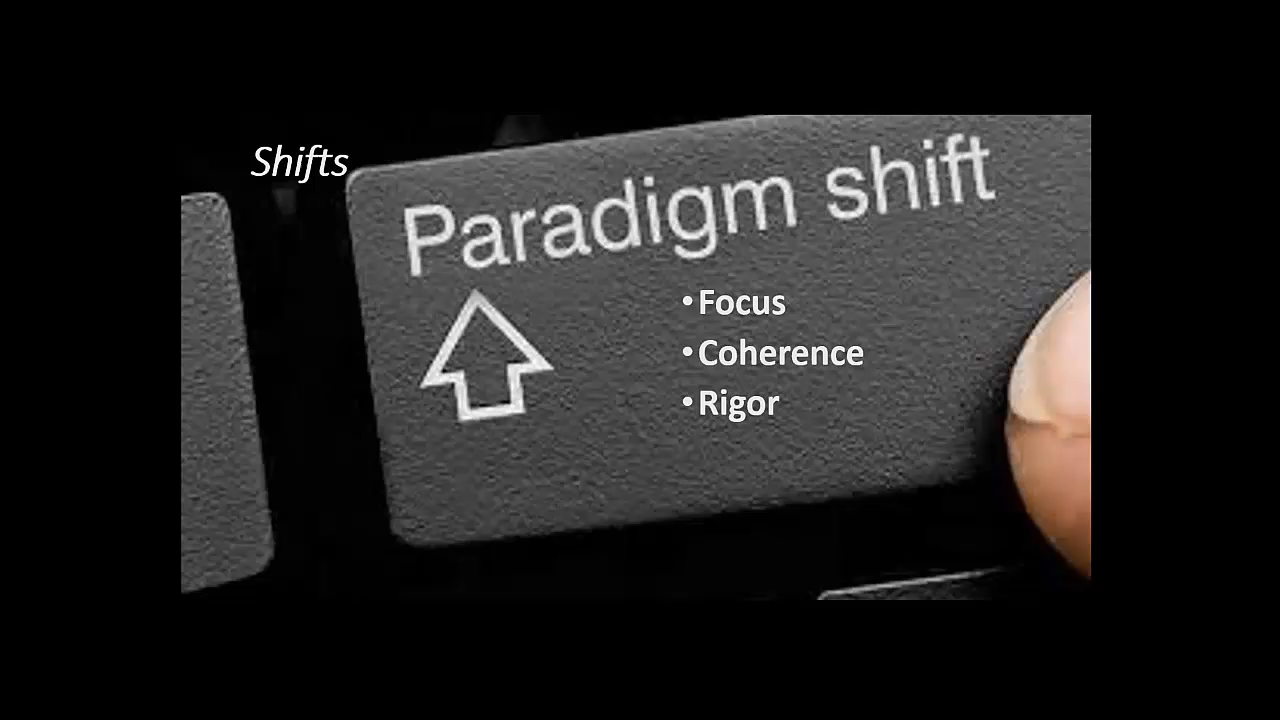 Shifts
Paradigm shift
•Focus
•Coherence
•Rigor